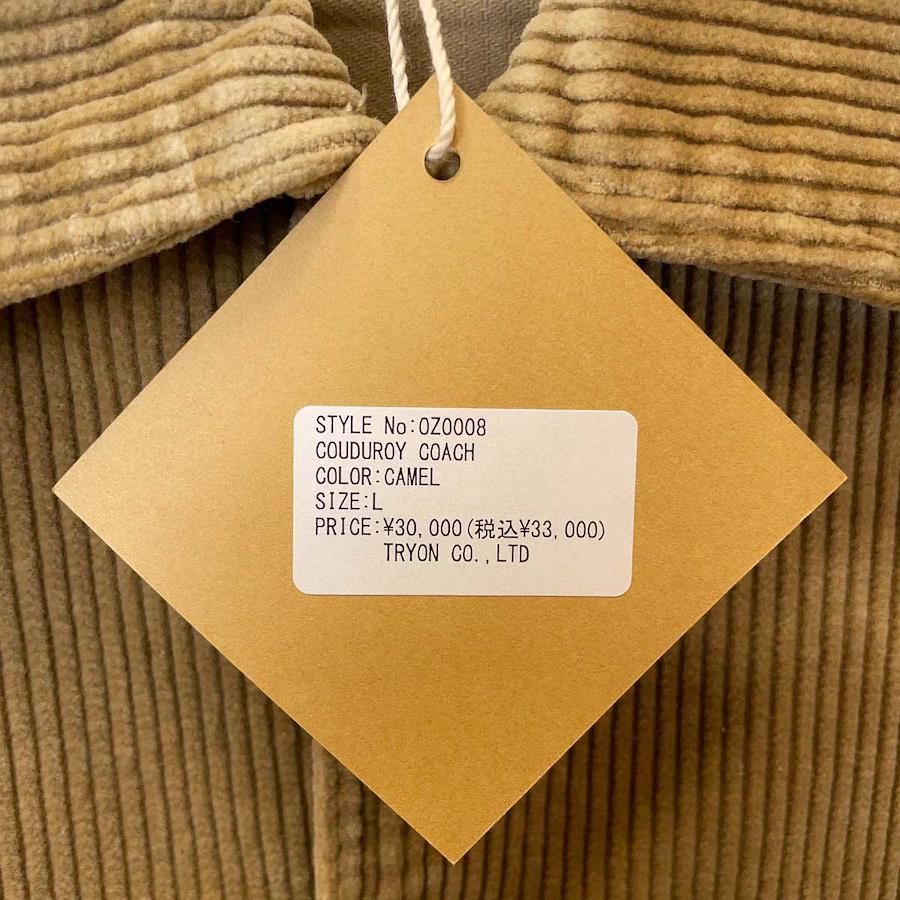 STYLE No:OZ0008
COUDUROY COACH
COLOR:CAMEL
SIZE:L
PRICE:¥30,000(税込¥33,000)
TRYON CO.,LTD